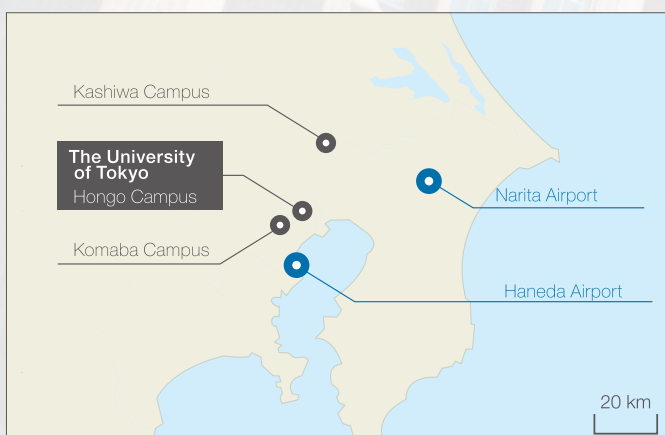 Kashiwa Campus
The University
of Tokyo
Hongo Campus
Komaba Campus
Narita Airport
Haneda Airport
20 km